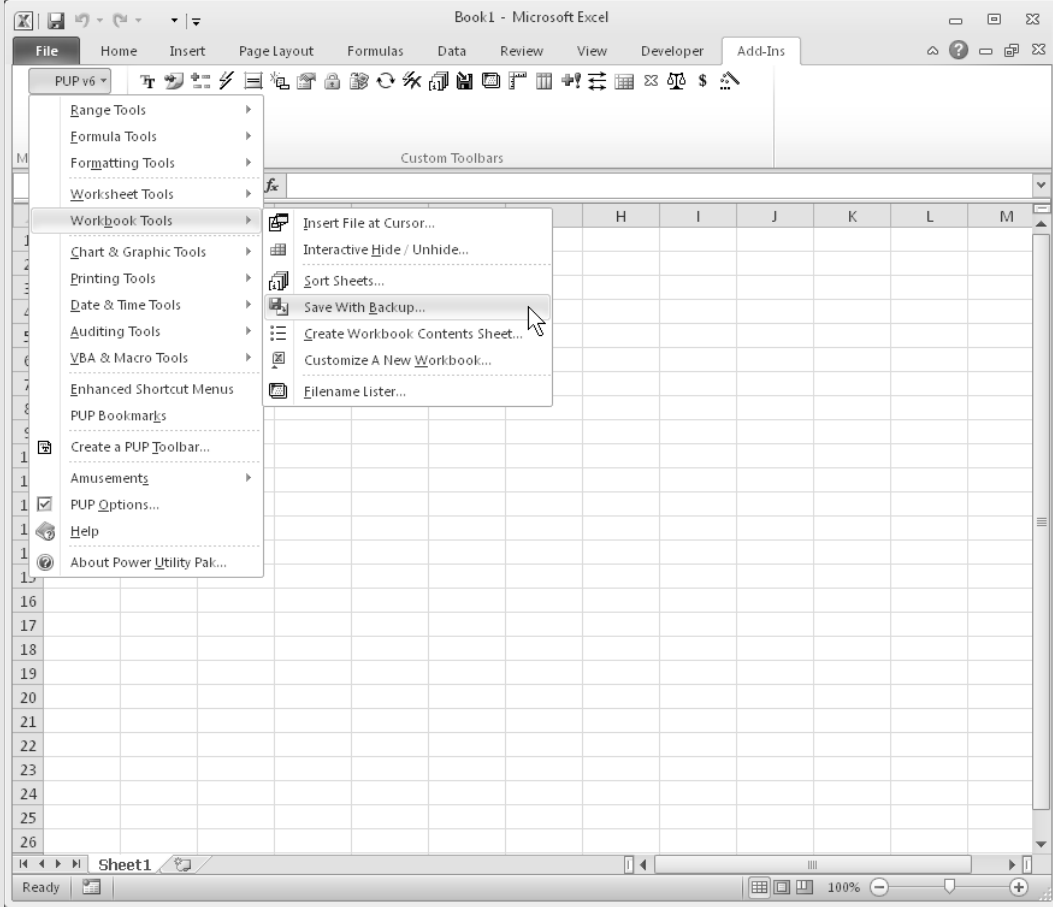 Book1 - Microsoft Excel
File Home Insert Page Layout Formulas Data Review View Developer Add-Ins
PUP v6
Range Tools
Formula Tools
Formatting Tools
M
Custom Toolbars
Worksheet Tools
fx
Workbook Tools
Insert File at Cursor...
H I J K L M
Interactive Hide / Unhide...
Chart & Graphic Tools
Printing Tools
Sort Sheets...
Date & Time Tools
Save With Backup...
Auditing Tools
Create Workbook Contents Sheet...
VBA & Macro Tools
Customize A New Workbook...
Enhanced Shortcut Menus
Filename Lister...
PUP Bookmarks
Create a PUP Toolbar...
Amusements
PUP Options...
Help
About Power Utility Pak...
16
17
18
19
20
21
22
23
24
25
26
Sheet1
Ready 100%